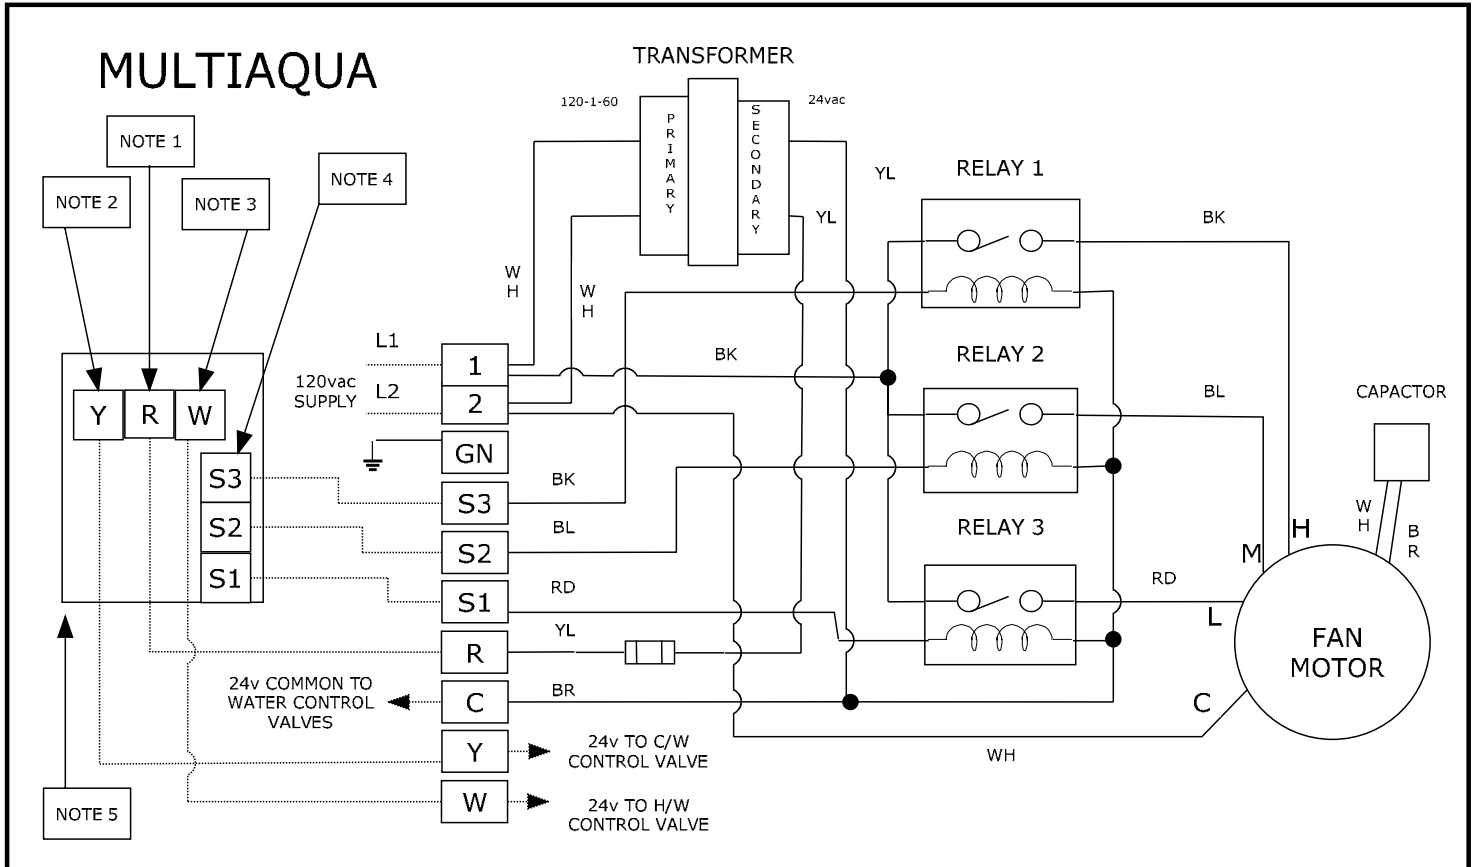 MULTIAQUA
TRANSFORMER
120-1-60
24vac
PRIMARY
SECONDARY
NOTE 1
NOTE 2
NOTE 3
NOTE 4
YL
YL
RELAY 1
BK
WH
WH
L1
120vac
SUPPLY
L2
1
2
GN
BK
RELAY 2
BL
CAPACTOR
Y
R
W
S3
S2
S1
S3
BK
S2
BL
S1
RD
R
YL
C
BR
Y
W
RELAY 3
RD
WH
BR
H
M
L
C
FAN
MOTOR
24v COMMON TO
WATER CONTROL
VALVES
24v TO C/W
CONTROL VALVE
24v TO H/W
CONTROL VALVE
WH
NOTE 5